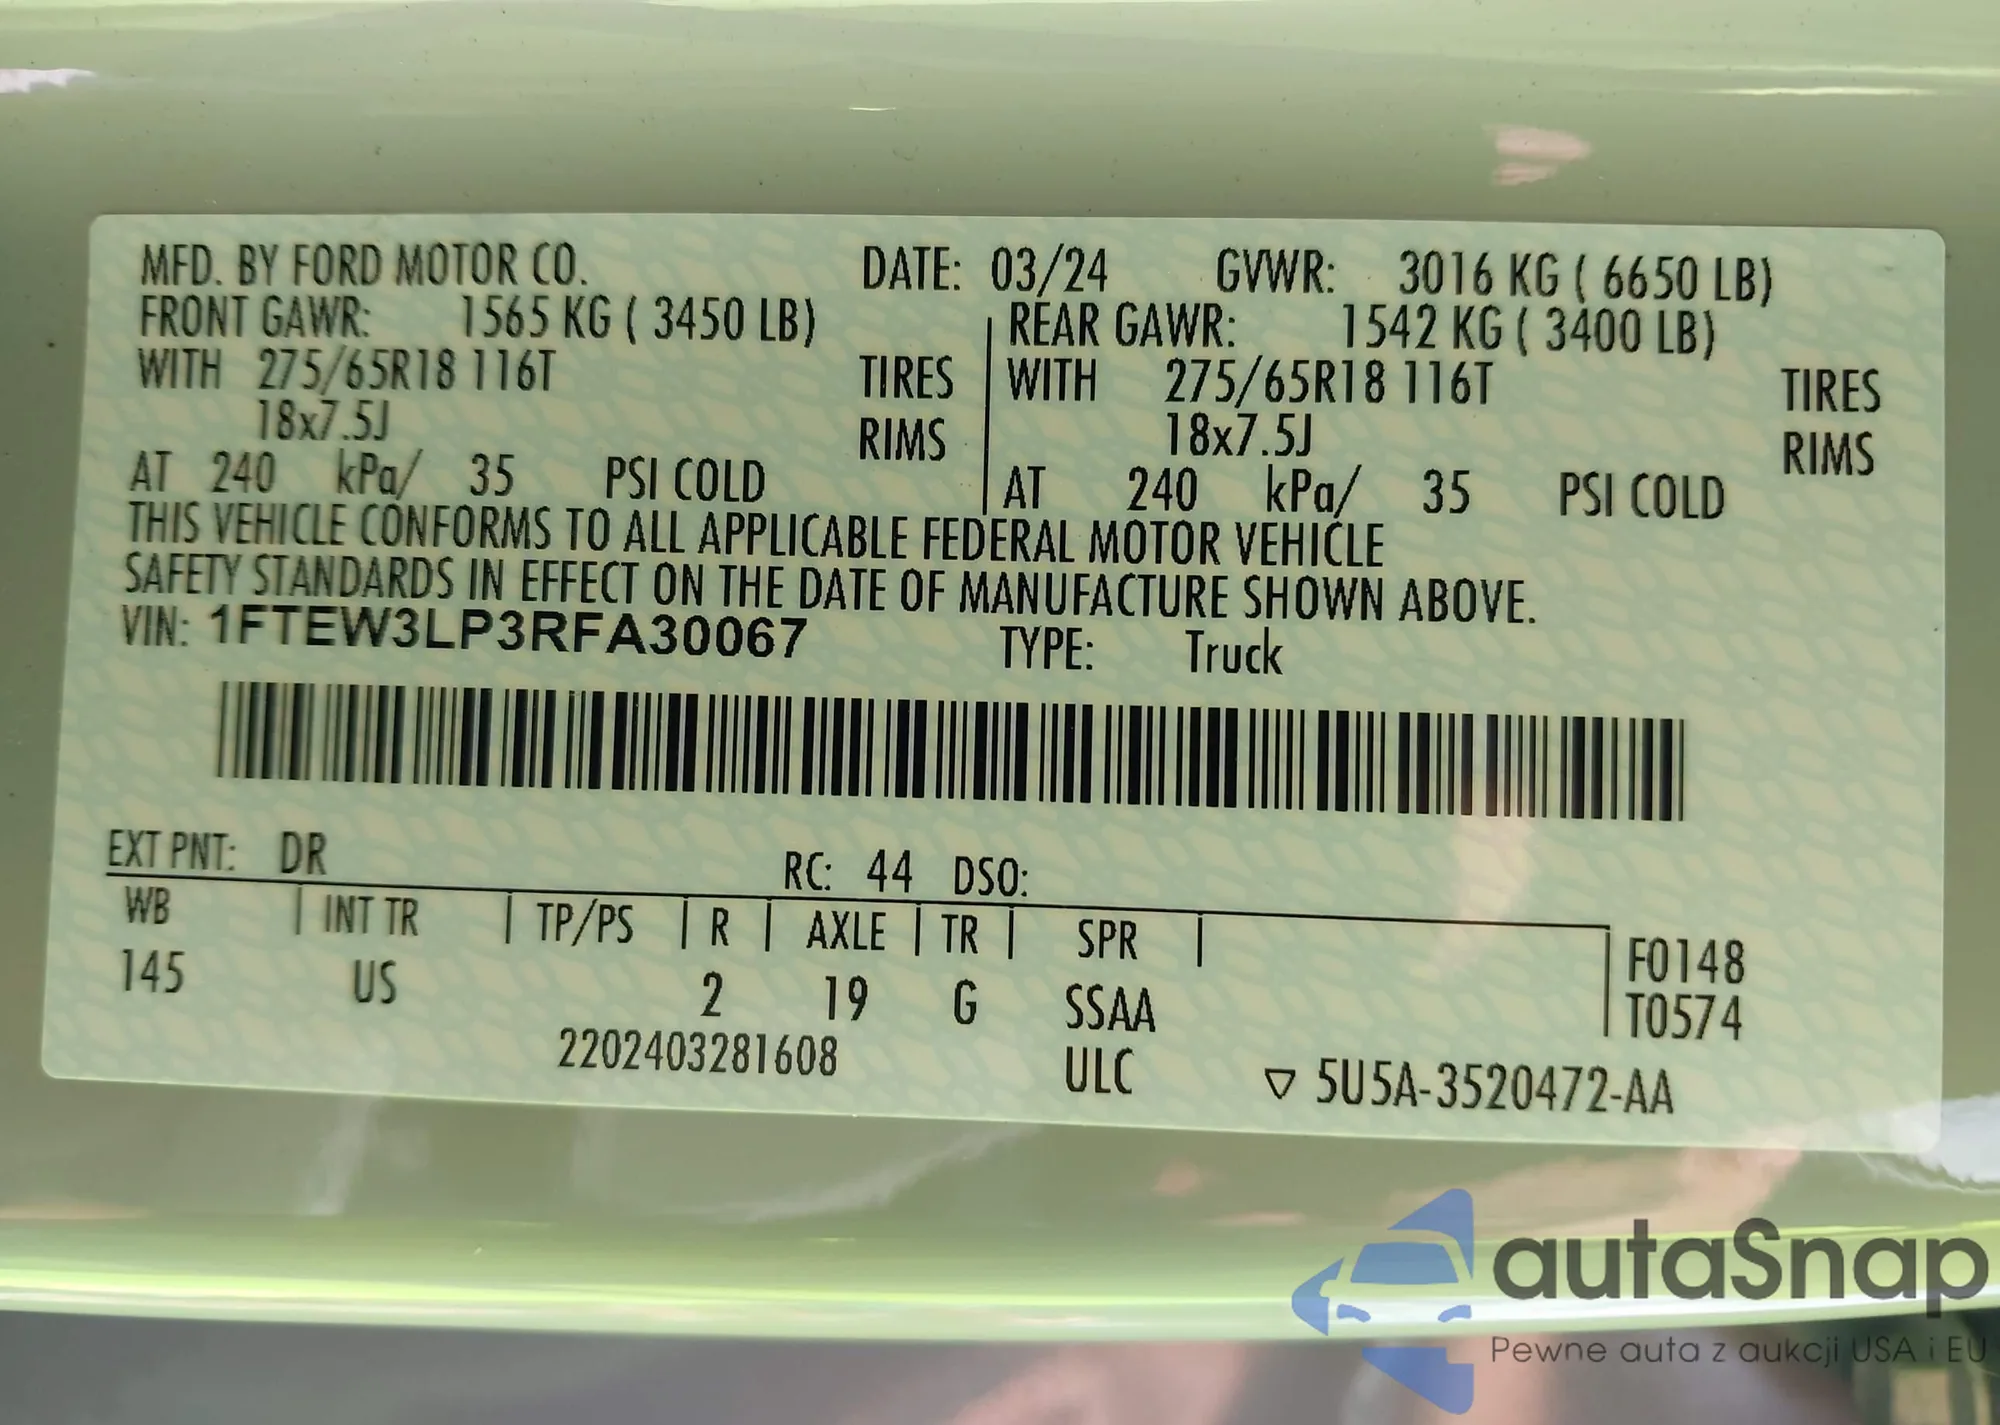 MFD. BY FORD MOTOR CO. DATE: 03/24 GVWR: 3016 KG ( 6650 LB)
FRONT GAWR: 1565 KG ( 3450 LB) REAR GAWR: 1542 KG ( 3400 LB)
WITH 275/65R18 116T TIRES WITH 275/65R18 116T TIRES
18x7.5J RIMS 18x7.5J RIMS
AT 240 kPa/ 35 PSI COLD AT 240 kPa/ 35 PSI COLD
THIS VEHICLE CONFORMS TO ALL APPLICABLE FEDERAL MOTOR VEHICLE
SAFETY STANDARDS IN EFFECT ON THE DATE OF MANUFACTURE SHOWN ABOVE.
VIN: 1FTEW3LP3RFA30067 TYPE: Truck
EXT PNT: DR RC: 44 DSO:
WB INT TR TP/PS R AXLE TR SPR F0148
145 US 2 19 G SSAA T0574
2202403281608 ULC ▽ 5U5A-3520472-AA
autaSnap
Pewne auta z aukcji USA i EU